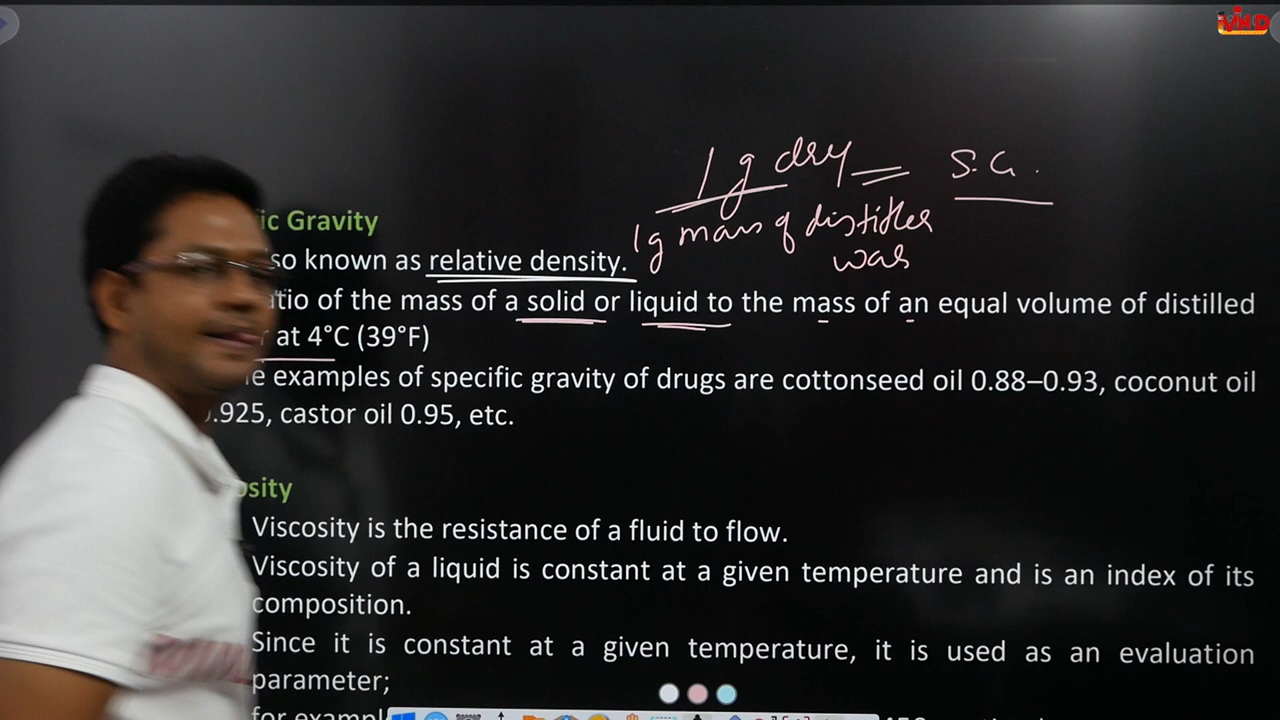 VIKD
1 g dry = S.G.
1g mass of distilled
was
ic Gravity
so known as relative density.
tio of the mass of a solid or liquid to the mass of an equal volume of distilled
at 4°C (39°F)
e examples of specific gravity of drugs are cottonseed oil 0.88–0.93, coconut oil
.925, castor oil 0.95, etc.
osity
Viscosity is the resistance of a fluid to flow.
Viscosity of a liquid is constant at a given temperature and is an index of its
composition.
Since it is constant at a given temperature, it is used as an evaluation
parameter;